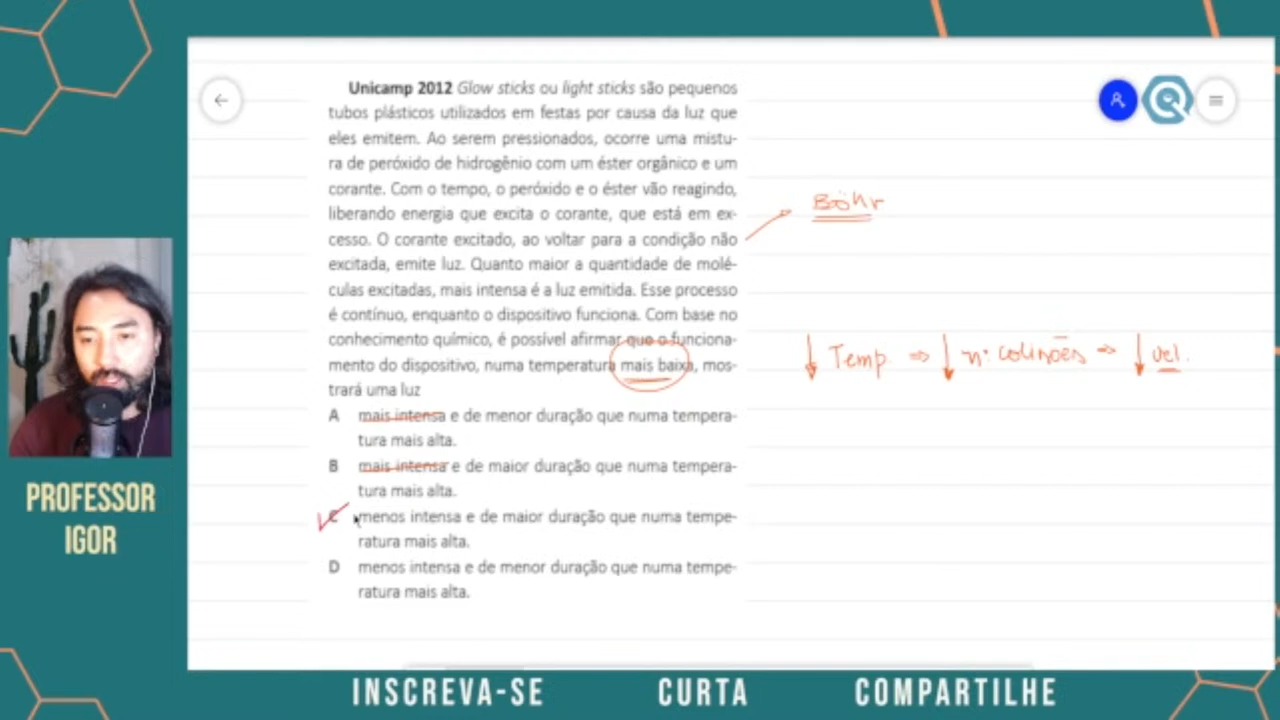 Unicamp 2012 Glow sticks ou light sticks são pequenos
tubos plásticos utilizados em festas por causa da luz que
eles emitem. Ao serem pressionados, ocorre uma mistu-
ra de peróxido de hidrogênio com um éster orgânico e um
corante. Com o tempo, o peróxido e o éster vão reagindo,
liberando energia que excita o corante, que está em ex-
cesso. O corante excitado, ao voltar para a condição não
excitada, emite luz. Quanto maior a quantidade de molé-
culas excitadas, mais intensa é a luz emitida. Esse processo
é contínuo, enquanto o dispositivo funciona. Com base no
conhecimento químico, é possível afirmar que o funciona-
mento do dispositivo, numa temperatura mais baixa, mos-
trará uma luz
A mais intensa e de menor duração que numa tempera-
tura mais alta.
B mais intensa e de maior duração que numa tempera-
tura mais alta.
C menos intensa e de maior duração que numa tempe-
ratura mais alta.
D menos intensa e de menor duração que numa tempe-
ratura mais alta.
Böhr
↓ Temp. ⇒ ↓ nº colisões ⇒ ↓ vel.
PROFESSOR
IGOR
INSCREVA-SE CURTA COMPARTILHE